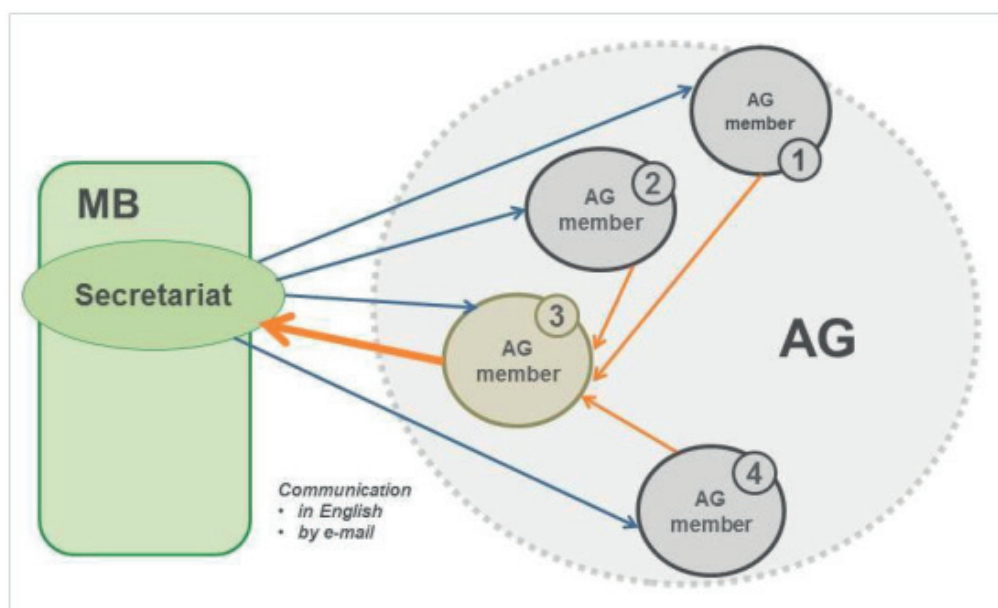 MB
Secretariat
AG
member
1
2
AG
member
3
AG
member
AG
4
AG
member
Communication
• in English
• by e-mail